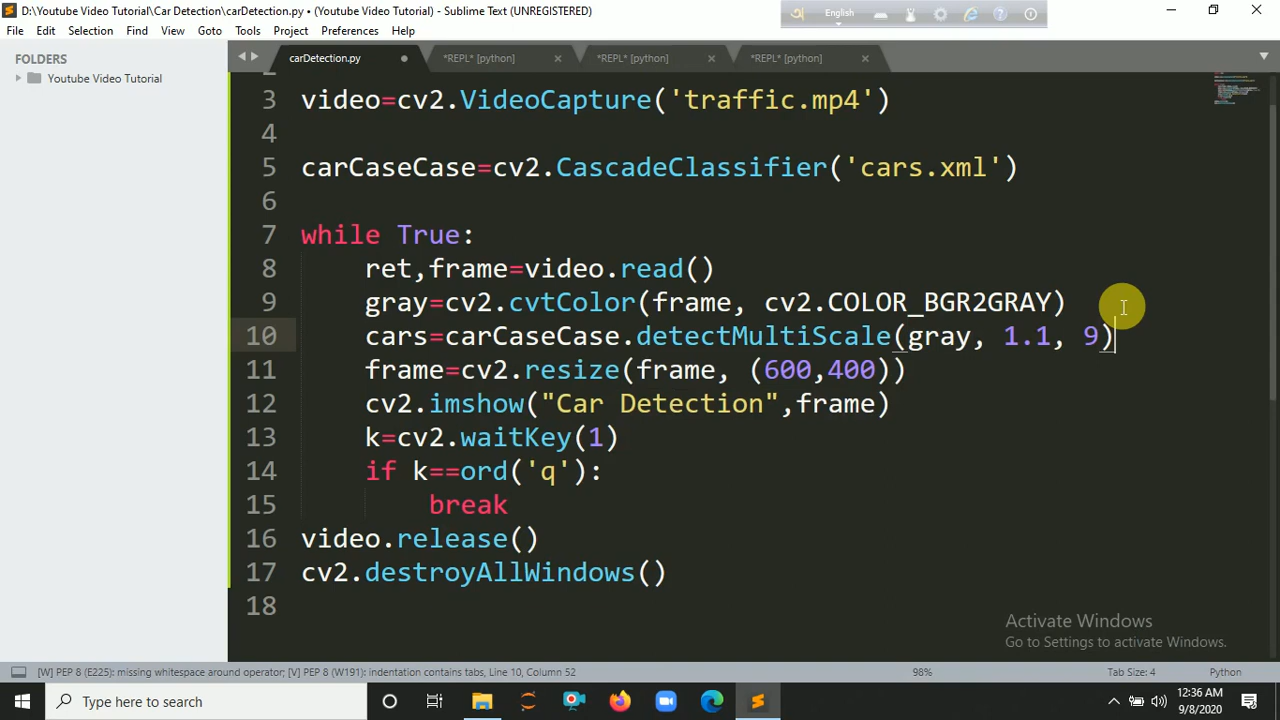 D:\Youtube Video Tutorial\Car Detection\carDetection.py • (Youtube Video Tutorial) - Sublime Text (UNREGISTERED)
English
File Edit Selection Find View Goto Tools Project Preferences Help
FOLDERS
Youtube Video Tutorial
carDetection.py
*REPL* [python]
*REPL* [python]
*REPL* [python]
3 video=cv2.VideoCapture('traffic.mp4')
4
5 carCaseCase=cv2.CascadeClassifier('cars.xml')
6
7 while True:
8 ret,frame=video.read()
9 gray=cv2.cvtColor(frame, cv2.COLOR_BGR2GRAY)
10 cars=carCaseCase.detectMultiScale(gray, 1.1, 9)
11 frame=cv2.resize(frame, (600,400))
12 cv2.imshow("Car Detection",frame)
13 k=cv2.waitKey(1)
14 if k==ord('q'):
15 break
16 video.release()
17 cv2.destroyAllWindows()
18
Activate Windows
Go to Settings to activate Windows.
[W] PEP 8 (E225): missing whitespace around operator; [V] PEP 8 (W191): indentation contains tabs, Line 10, Column 52
98%
Tab Size: 4
Python
Type here to search
12:36 AM
9/8/2020